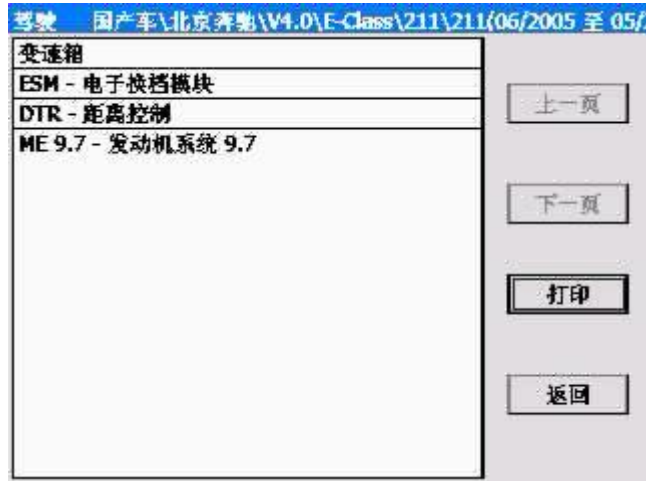 驾驶 国产车\北京奔驰\V4.0\E-Class\211\211(06/2005 至 05/
变速箱
ESM - 电子换档模块
DTR - 距离控制
ME 9.7 - 发动机系统 9.7
上一页
下一页
打印
返回